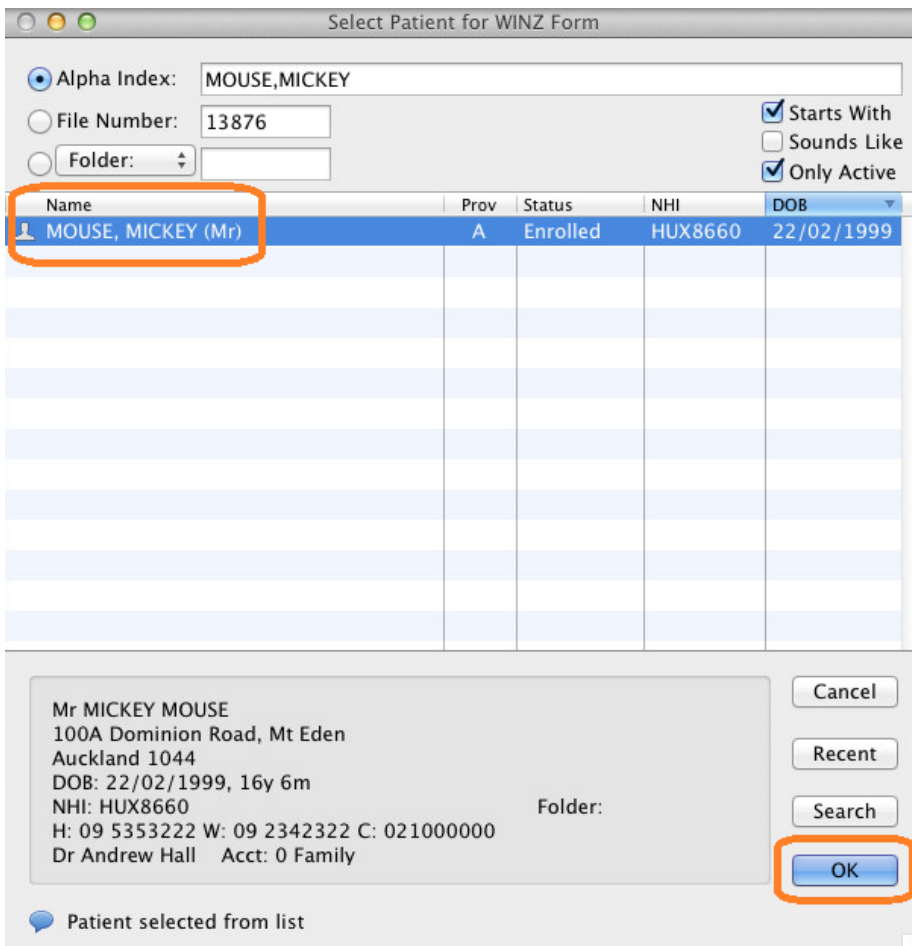 Select Patient for WINZ Form
Alpha Index: MOUSE,MICKEY
File Number: 13876
Starts With
Sounds Like
Folder:
Only Active
Name Prov Status NHI DOB
MOUSE, MICKEY (Mr) A Enrolled HUX8660 22/02/1999
Mr MICKEY MOUSE
100A Dominion Road, Mt Eden
Auckland 1044
DOB: 22/02/1999, 16y 6m
NHI: HUX8660 Folder:
H: 09 5353222 W: 09 2342322 C: 021000000
Dr Andrew Hall Acct: 0 Family
Cancel
Recent
Search
OK
Patient selected from list